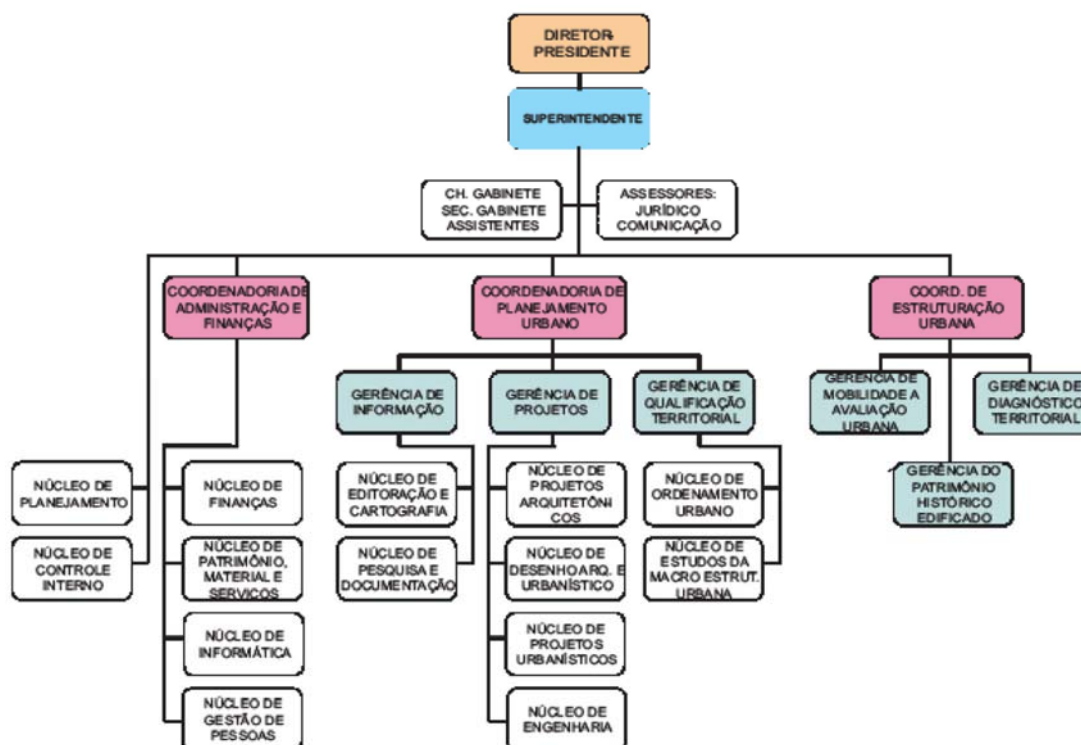 DIRETOR-
PRESIDENTE
SUPERINTENDENTE
CH. GABINETE
SEC. GABINETE
ASSISTENTES
ASSESSORES:
JURÍDICO
COMUNICAÇÃO
COORDENADORIA DE
ADMINISTRAÇÃO E
FINANÇAS
COORDENADORIA DE
PLANEJAMENTO
URBANO
COORD. DE
ESTRUTURAÇÃO
URBANA
GERÊNCIA DE
INFORMAÇÃO
GERÊNCIA DE
PROJETOS
GERÊNCIA DE
QUALIFICAÇÃO
TERRITORIAL
GERENCIA DE
MOBILIDADE A
AVALIAÇÃO
URBANA
GERÊNCIA DE
DIAGNÓSTICO
TERRITORIAL
GERÊNCIA DO
PATRIMÔNIO
HISTÓRICO
EDIFICADO
NÚCLEO DE
PLANEJAMENTO
NÚCLEO DE
FINANÇAS
NÚCLEO DE
EDITORAÇÃO E
CARTOGRAFIA
NÚCLEO DE
PROJETOS
ARQUITETÔNI-
COS
NÚCLEO DE
ORDENAMENTO
URBANO
NÚCLEO DE
CONTROLE
INTERNO
NÚCLEO DE
PATRIMÔNIO,
MATERIAL E
SERVIÇOS
NÚCLEO DE
PESQUISA E
DOCUMENTAÇÃO
NÚCLEO DE
DESENHO ARQ. E
URBANÍSTICO
NÚCLEO DE
ESTUDOS DA
MACRO ESTRUT.
URBANA
NÚCLEO DE
INFORMÁTICA
NÚCLEO DE
PROJETOS
URBANÍSTICOS
NÚCLEO DE
GESTÃO DE
PESSOAS
NÚCLEO DE
ENGENHARIA